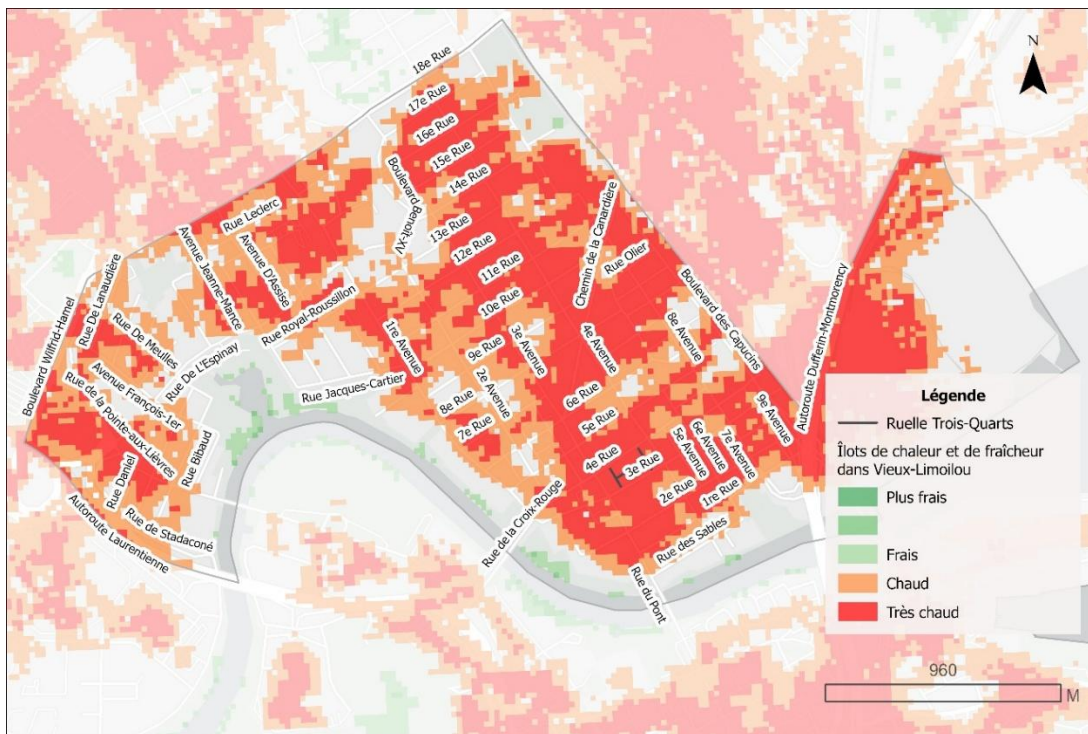 N
18e Rue
17e Rue
16e Rue
15e Rue
14e Rue
13e Rue
12e Rue
11e Rue
10e Rue
9e Rue
8e Rue
7e Rue
Boulevard Benoit-XV
Rue Leclerc
Avenue D'Assise
Avenue Jeanne-Mance
Rue Royal-Roussillon
Rue De Lanaudière
Boulevard Wilfrid-Hamel
Rue De Meulles
Rue De L'Espinay
Avenue François-1er
Rue de la Pointe-aux-Lièvres
Rue Bibaud
Rue Daniel
Rue de Stadaconé
Autoroute Laurentienne
Rue Jacques-Cartier
1re Avenue
2e Avenue
3e Avenue
4e Avenue
Chemin de la Canardière
Rue Olier
Boulevard des Capucins
8e Avenue
9e Avenue
Autoroute Dufferin-Montmorency
6e Rue
5e Rue
4e Rue
3e Rue
2e Rue
1re Rue
5e Avenue
6e Avenue
7e Avenue
Rue de la Croix-Rouge
Rue des Sables
Rue du Pont
Légende
Ruelle Trois-Quarts
Îlots de chaleur et de fraîcheur
dans Vieux-Limoilou
Plus frais
Frais
Chaud
Très chaud
960
M